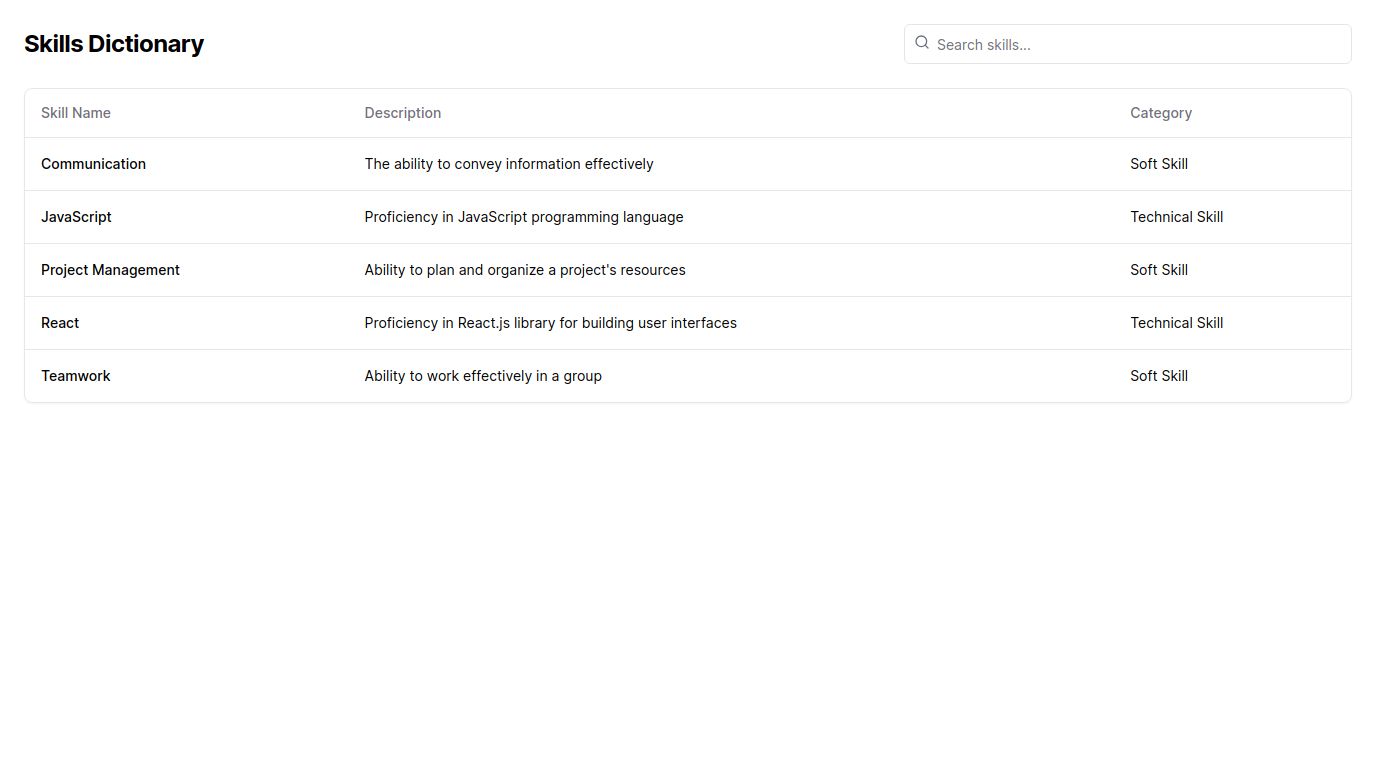 Skills Dictionary
Search skills...
Skill Name Description Category
Communication The ability to convey information effectively Soft Skill
JavaScript Proficiency in JavaScript programming language Technical Skill
Project Management Ability to plan and organize a project's resources Soft Skill
React Proficiency in React.js library for building user interfaces Technical Skill
Teamwork Ability to work effectively in a group Soft Skill